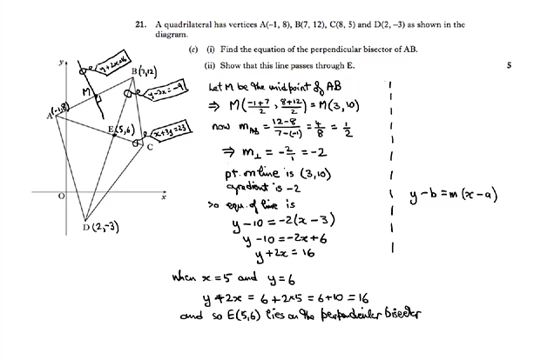 21. A quadrilateral has vertices A(−1, 8), B(7, 12), C(8, 5) and D(2, −3) as shown in the diagram.
(c) (i) Find the equation of the perpendicular bisector of AB.
(ii) Show that this line passes through E. 5
y
y+2x=16
B(7,12)
M
y-3x=-9
A(-1,8)
E(5,6)
x+3y=23
C
O
x
D(2,-3)
Let M be the midpoint of AB
⇒ M(-1+7/2, 8+12/2) = M(3,10)
now m_AB = 12-8/7-(-1) = 4/8 = 1/2
⇒ m⊥ = -2/1 = -2
pt. on line is (3,10)
gradient is -2
so equ. of line is
y-10 = -2(x-3)
y-10 = -2x+6
y+2x = 16
y-b = m(x-a)
when x=5 and y=6
y+2x = 6+2×5 = 6+10 = 16
and so E(5,6) lies on the perpendicular bisector